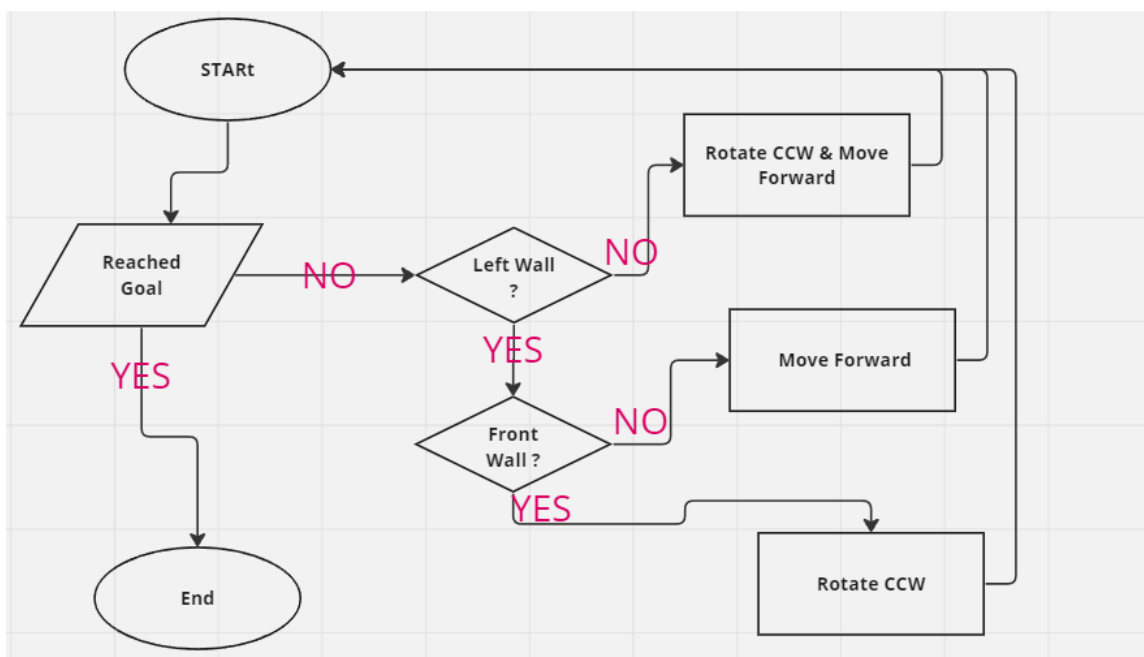 STARt
Rotate CCW & Move
Forward
Reached
Goal
NO
Left Wall
?
NO
YES
YES
Move Forward
Front
Wall ?
NO
YES
End
Rotate CCW